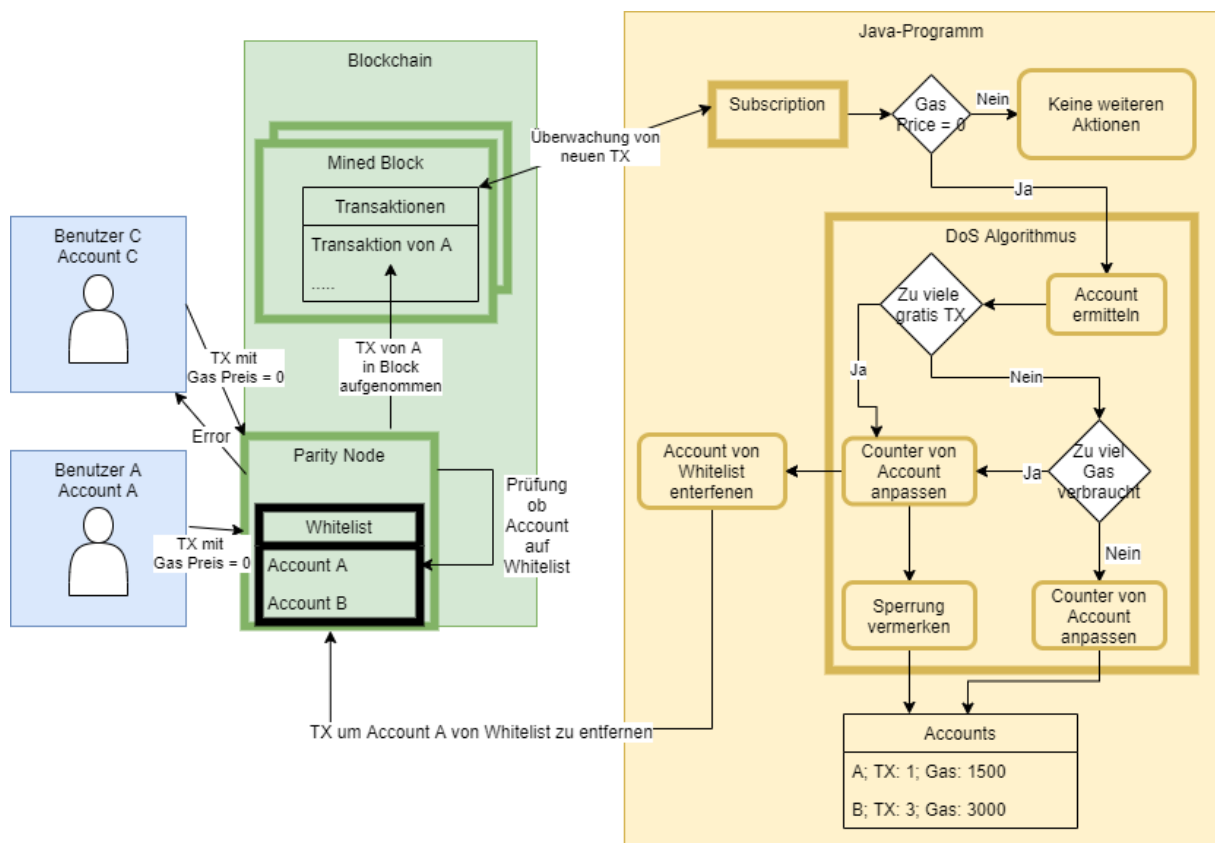 Java-Programm
Blockchain
Subscription
Gas
Price = 0
Nein
Keine weiteren
Aktionen
Überwachung von
neuen TX
Mined Block
Transaktionen
Transaktion von A
.....
Ja
Benutzer C
Account C
DoS Algorithmus
Zu viele
gratis TX
Account
ermitteln
TX mit
Gas Preis = 0
TX von A
in Block
aufgenommen
Ja
Nein
Error
Parity Node
Account von
Whitelist
enterfenen
Counter von
Account
anpassen
Ja
Zu viel
Gas
verbraucht
Benutzer A
Account A
Prüfung
ob
Account
auf
Whitelist
TX mit
Gas Preis = 0
Whitelist
Account A
Account B
Nein
Sperrung
vermerken
Counter von
Account
anpassen
TX um Account A von Whitelist zu entfernen
Accounts
A; TX: 1; Gas: 1500
B; TX: 3; Gas: 3000